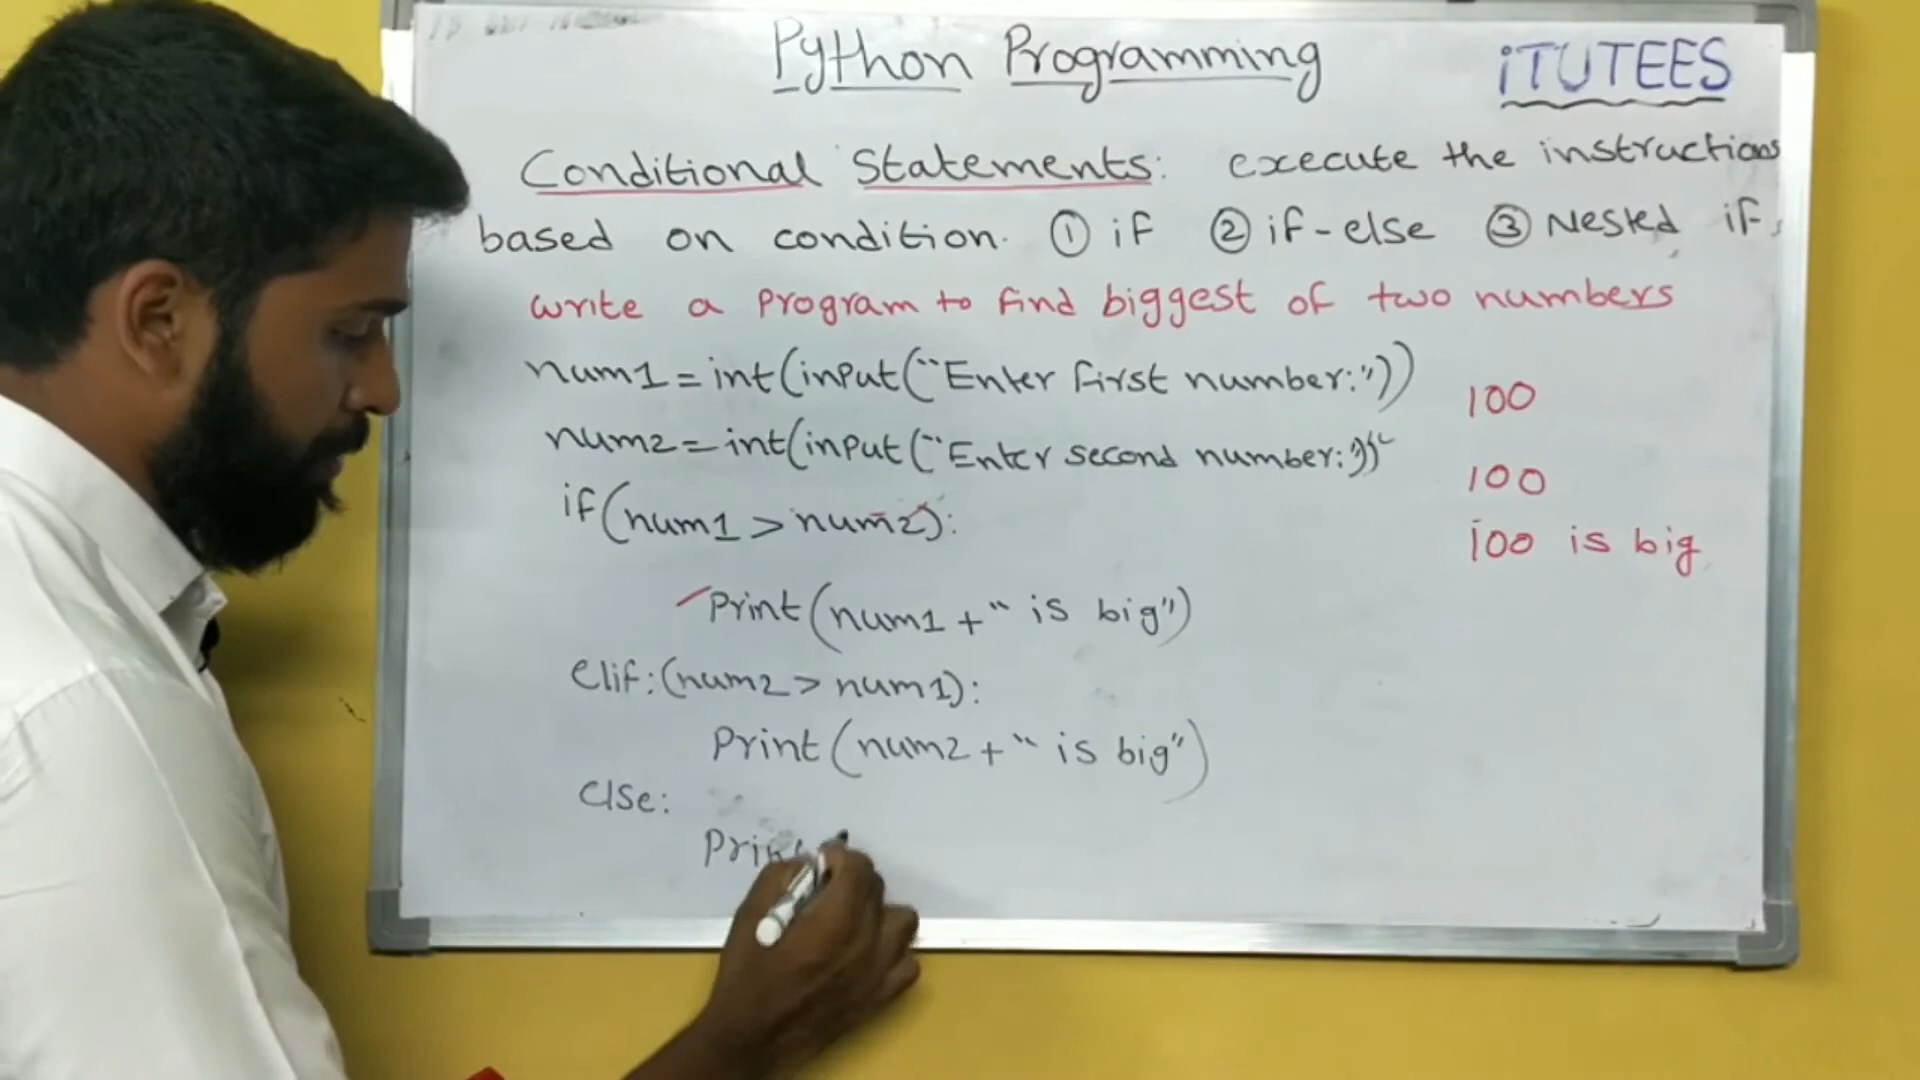 Python Programming
iTUTEES
Conditional Statements: execute the instructions
based on condition. ① if ② if-else ③ Nested if,
write a program to find biggest of two numbers
num1=int(input("Enter first number:"))
100
num2=int(input("Enter second number:"))
100
if(num1>num2):
100 is big
Print(num1+" is big")
elif:(num2>num1):
Print(num2+" is big")
else:
Print